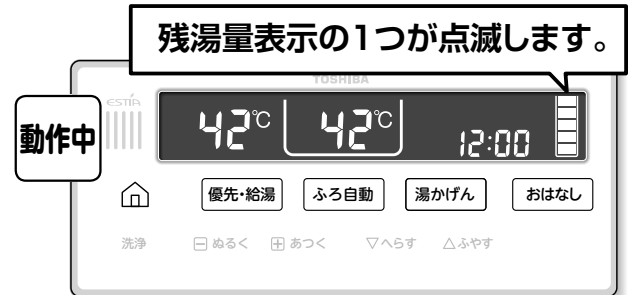 残湯量表示の1つが点滅します。
TOSHIBA
ESTÍA
動作中
42℃ 42℃ 12:00
優先・給湯 ふろ自動 湯かげん おはなし
洗浄 ⊟ ぬるく ⊞ あつく ▽へらす △ふやす